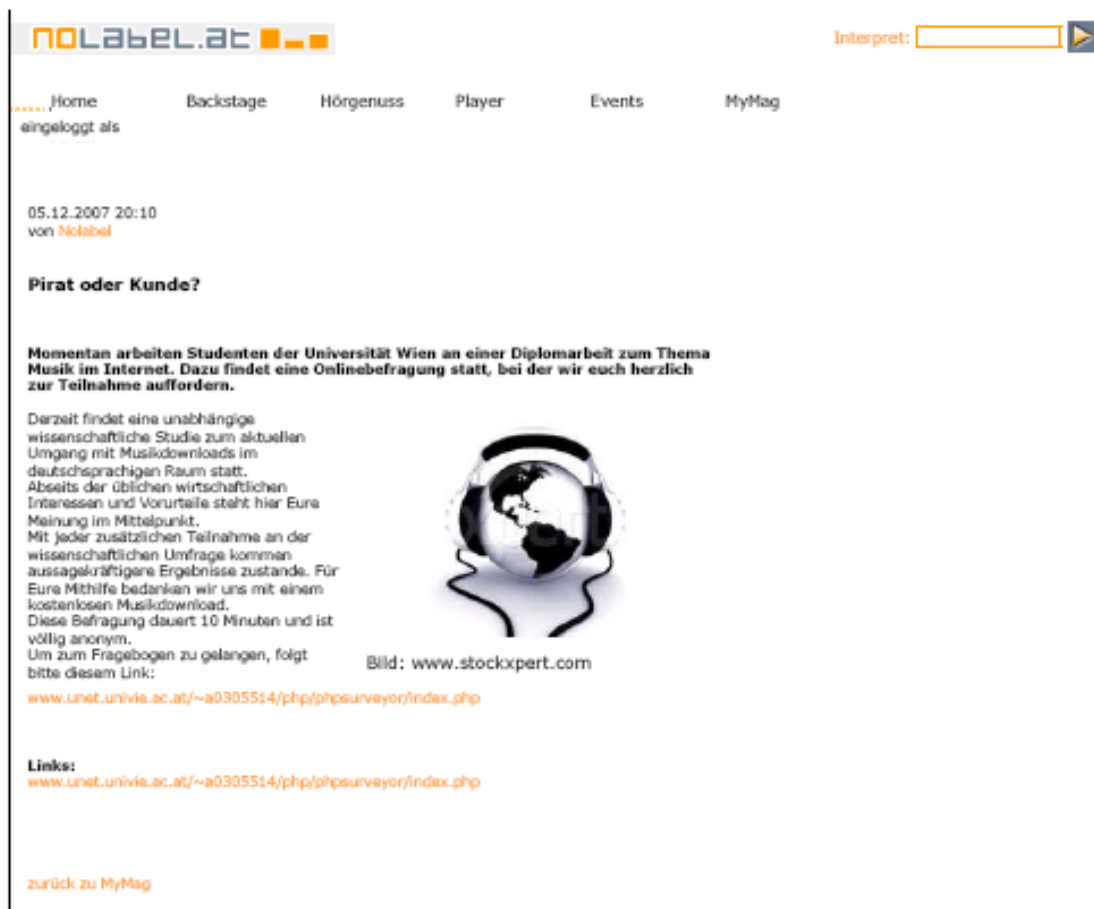 nolabel.at
Interpret:
Home Backstage Hörgenuss Player Events MyMag
eingeloggt als
05.12.2007 20:10
von Nolabel
Pirat oder Kunde?
Momentan arbeiten Studenten der Universität Wien an einer Diplomarbeit zum Thema
Musik im Internet. Dazu findet eine Onlinebefragung statt, bei der wir euch herzlich
zur Teilnahme auffordern.
Derzeit findet eine unabhängige
wissenschaftliche Studie zum aktuellen
Umgang mit Musikdownloads im
deutschsprachigen Raum statt.
Abseits der üblichen wirtschaftlichen
Interessen und Vorurteile steht hier Eure
Meinung im Mittelpunkt.
Mit jeder zusätzlichen Teilnahme an der
wissenschaftlichen Umfrage kommen
aussagekräftigere Ergebnisse zustande. Für
Eure Mithilfe bedanken wir uns mit einem
kostenlosen Musikdownload.
Diese Befragung dauert 10 Minuten und ist
völlig anonym.
Um zum Fragebogen zu gelangen, folgt
bitte diesem Link:
xpert
Bild: www.stockxpert.com
www.unet.univie.ac.at/~a0305514/php/phpsurveyor/index.php
Links:
www.unet.univie.ac.at/~a0305514/php/phpsurveyor/index.php
zurück zu MyMag